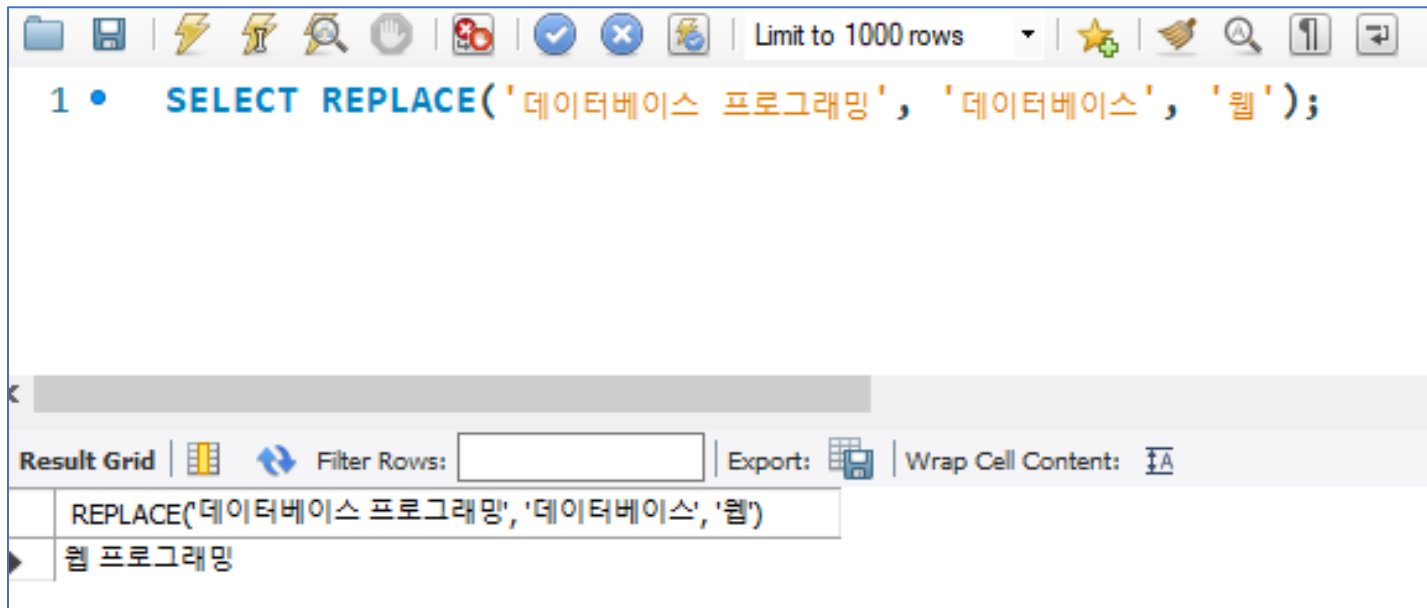 Limit to 1000 rows
1 SELECT REPLACE('데이터베이스 프로그래밍', '데이터베이스', '웹');
Result Grid Filter Rows: Export: Wrap Cell Content: IA
REPLACE('데이터베이스 프로그래밍', '데이터베이스', '웹')
웹 프로그래밍